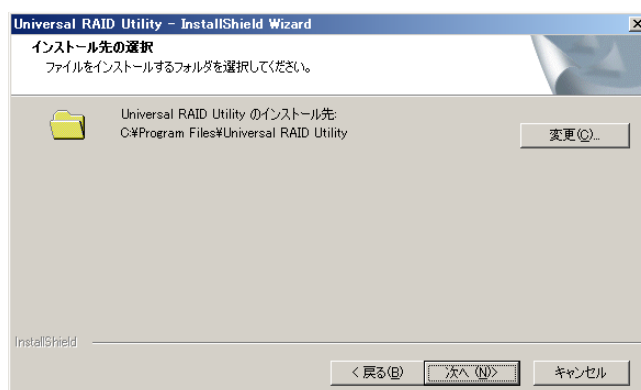 Universal RAID Utility - InstallShield Wizard
インストール先の選択
ファイルをインストールするフォルダを選択してください。
Universal RAID Utility のインストール先:
C:¥Program Files¥Universal RAID Utility
変更(C)...
InstallShield
< 戻る(B)
次へ (N)>
キャンセル